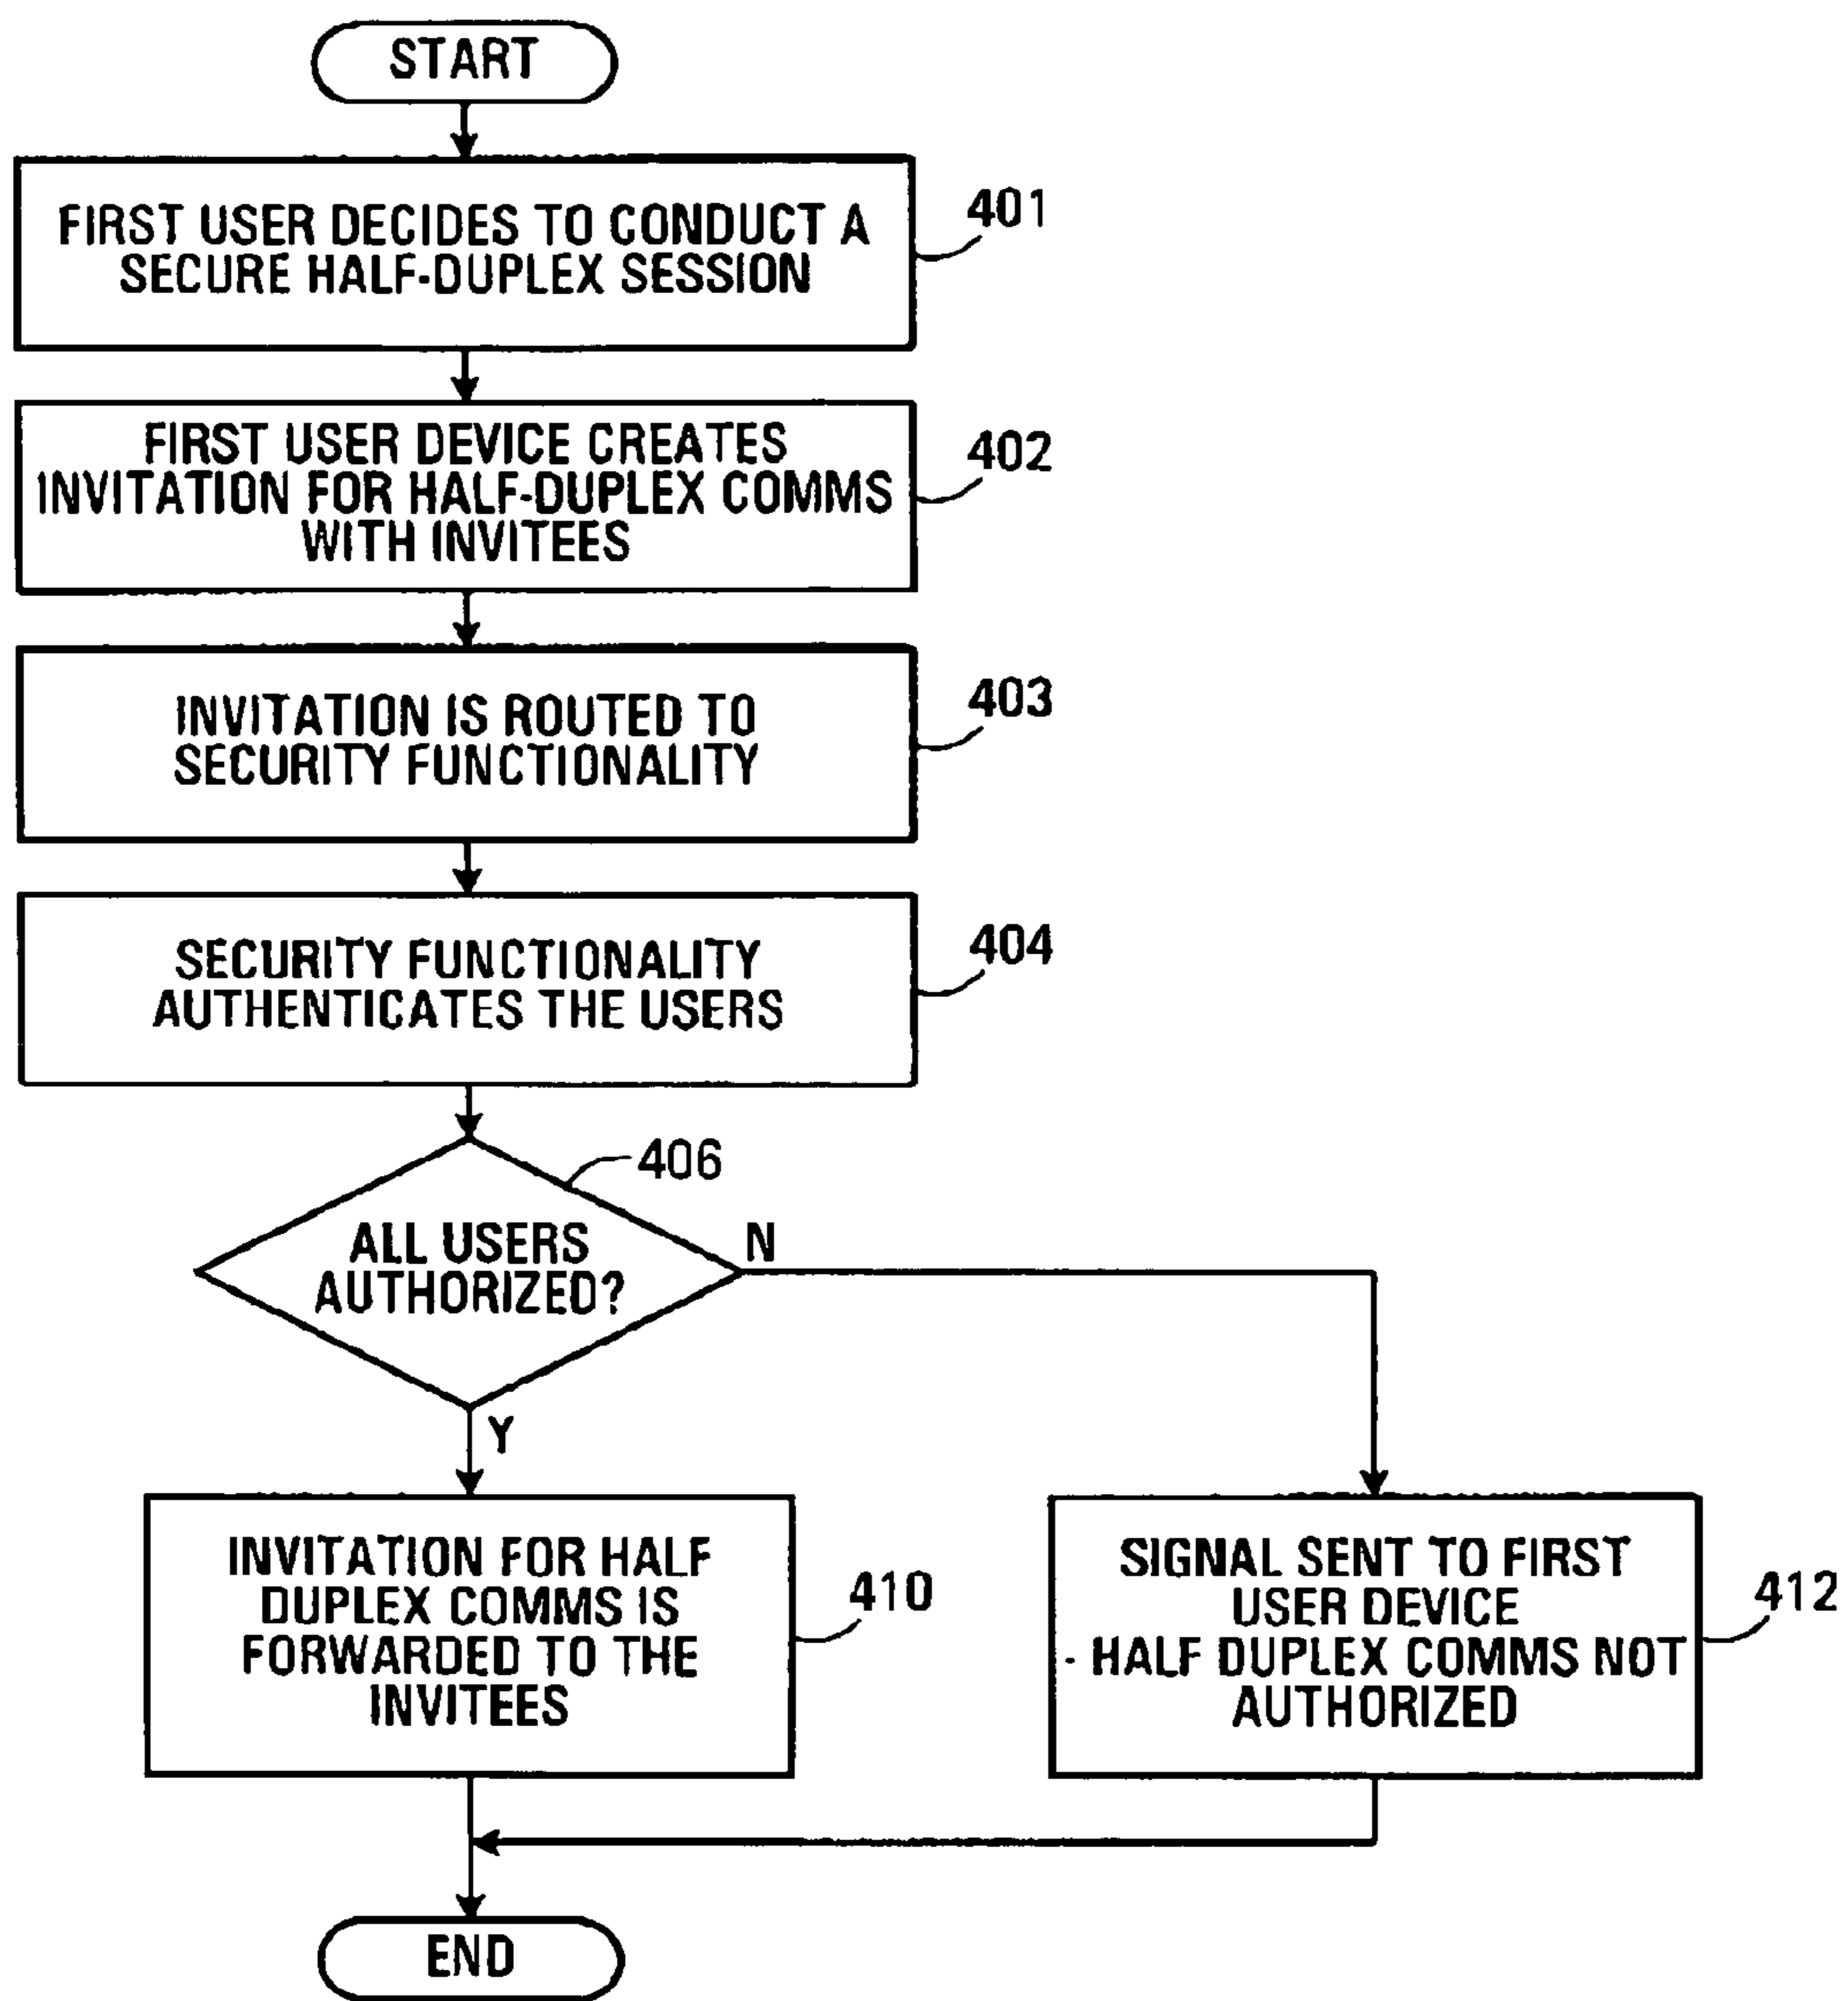 START
FIRST USER DECIDES TO CONDUCT A
SECURE HALF-DUPLEX SESSION
401
FIRST USER DEVICE CREATES
INVITATION FOR HALF-DUPLEX COMMS
WITH INVITEES
402
INVITATION IS ROUTED TO
SECURITY FUNCTIONALITY
403
SECURITY FUNCTIONALITY
AUTHENTICATES THE USERS
404
406
ALL USERS
AUTHORIZED?
N
Y
INVITATION FOR HALF
DUPLEX COMMS IS
FORWARDED TO THE
INVITEES
410
SIGNAL SENT TO FIRST
USER DEVICE
- HALF DUPLEX COMMS NOT
AUTHORIZED
412
END